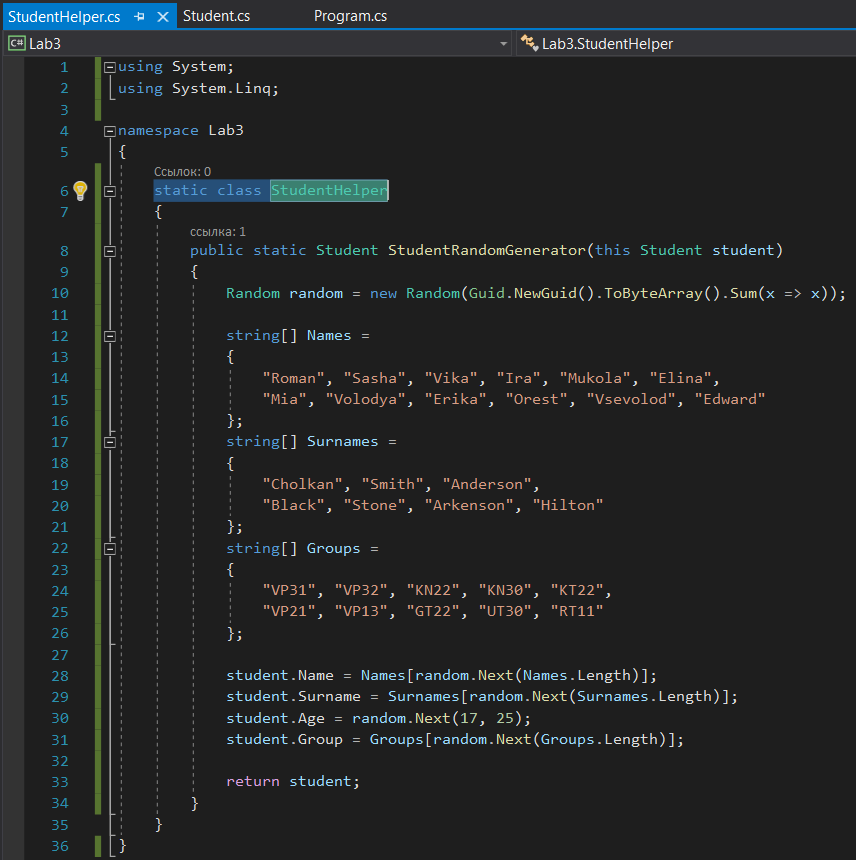 StudentHelper.cs Student.cs Program.cs
C# Lab3 Lab3.StudentHelper
1 using System;
2 using System.Linq;
3
4 namespace Lab3
5 {
Ссылок: 0
6 static class StudentHelper
7 {
ссылка: 1
8 public static Student StudentRandomGenerator(this Student student)
9 {
10 Random random = new Random(Guid.NewGuid().ToByteArray().Sum(x => x));
11
12 string[] Names =
13 {
14 "Roman", "Sasha", "Vika", "Ira", "Mukola", "Elina",
15 "Mia", "Volodya", "Erika", "Orest", "Vsevolod", "Edward"
16 };
17 string[] Surnames =
18 {
19 "Cholkan", "Smith", "Anderson",
20 "Black", "Stone", "Arkenson", "Hilton"
21 };
22 string[] Groups =
23 {
24 "VP31", "VP32", "KN22", "KN30", "KT22",
25 "VP21", "VP13", "GT22", "UT30", "RT11"
26 };
27
28 student.Name = Names[random.Next(Names.Length)];
29 student.Surname = Surnames[random.Next(Surnames.Length)];
30 student.Age = random.Next(17, 25);
31 student.Group = Groups[random.Next(Groups.Length)];
32
33 return student;
34 }
35 }
36 }